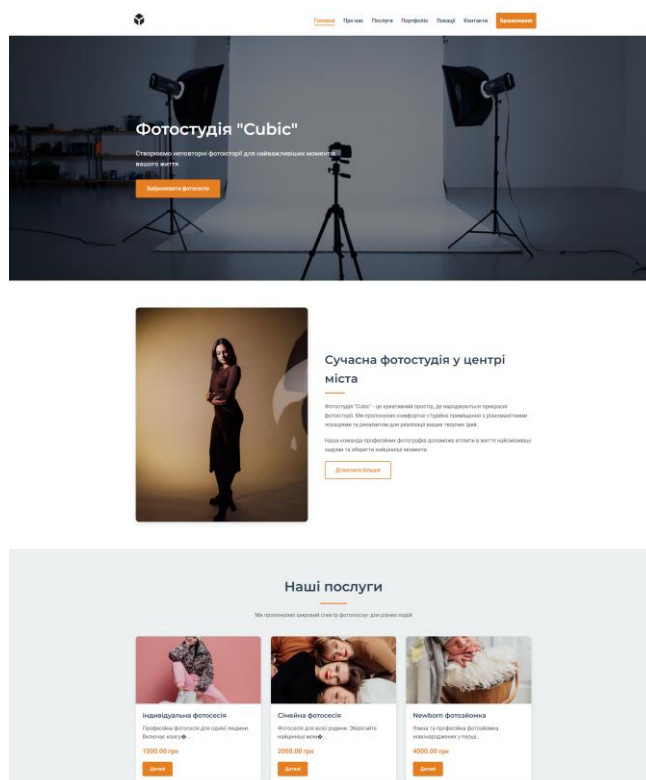 Головна Про нас Послуги Портфоліо Локації Контакти Бронювання
Фотостудія "Cubic"
Створюємо неповторні фотоісторії для найважливіших моментів
вашого життя
Забронювати фотосесію
Сучасна фотостудія у центрі
міста
Фотостудія "Cubic" - це креативний простір, де народжуються прекрасні
фотоісторії. Ми пропонуємо комфортні студійні приміщення з різноманітними
локаціями та реквізитом для реалізації ваших творчих ідей.
Наша команда професійних фотографів допоможе втілити в життя найсміливіші
задуми та зберегти найцінніші моменти.
Дізнатися більше
Наші послуги
Ми пропонуємо широкий спектр фотопослуг для різних подій
Індивідуальна фотосесія Сімейна фотосесія Newborn фотозйомка
Професійна фотосесія для однієї людини. Фотосесія для всієї родини. Зберігайте Ніжна та професійна фотозйомка
Включає консу�... найцінніші мом�... новонароджених у перші...
1500.00 грн 2000.00 грн 4000.00 грн
Деталі Деталі Деталі